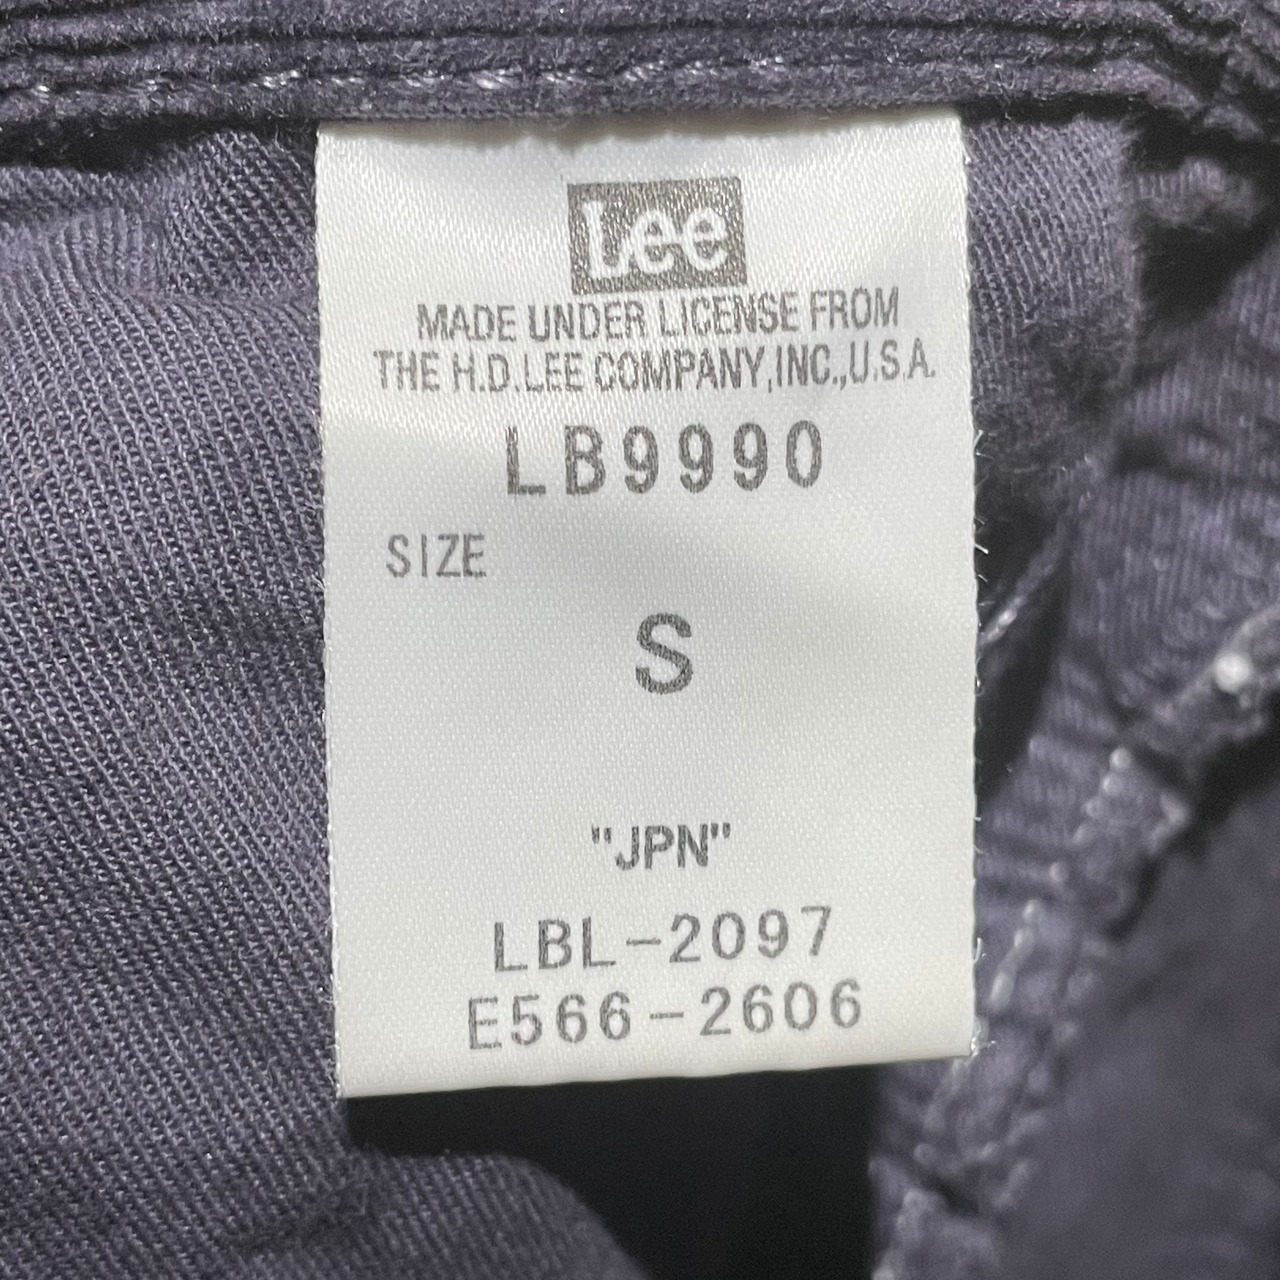 Lee
MADE UNDER LICENSE FROM
THE H.D.LEE COMPANY,INC.,U.S.A.
LB9990
SIZE
S
"JPN"
LBL-2097
E566-2606